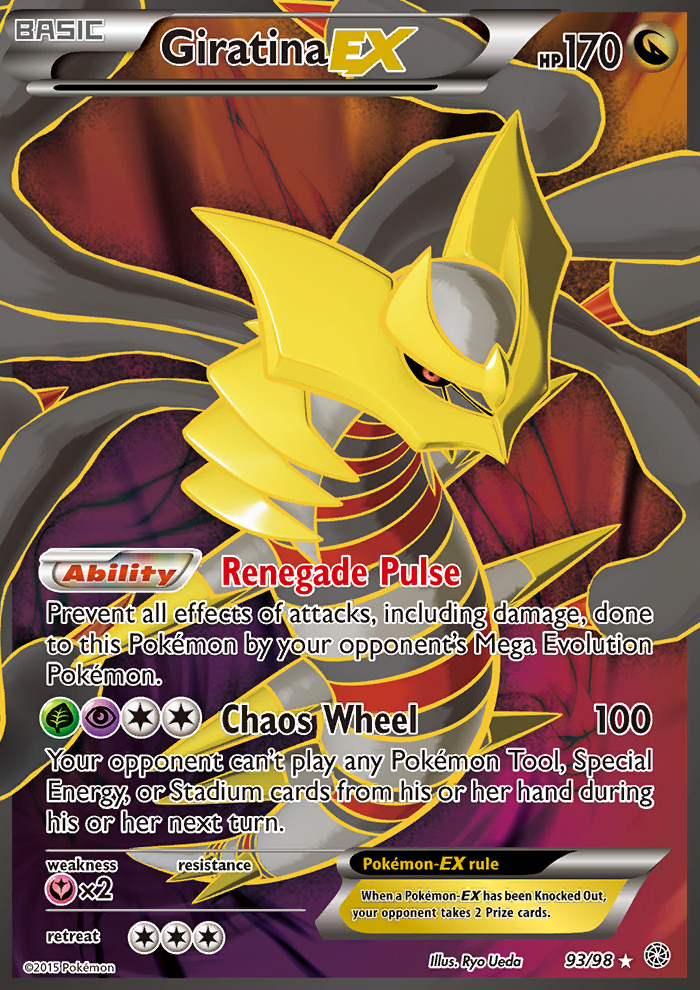 BASIC
Giratina EX
HP170
Ability Renegade Pulse
Prevent all effects of attacks, including damage, done
to this Pokémon by your opponent's Mega Evolution
Pokémon.
Chaos Wheel 100
Your opponent can't play any Pokémon Tool, Special
Energy, or Stadium cards from his or her hand during
his or her next turn.
weakness resistance
×2
Pokémon-EX rule
When a Pokémon-EX has been Knocked Out,
your opponent takes 2 Prize cards.
retreat
©2015 Pokémon
Illus. Ryo Ueda
93/98 ★